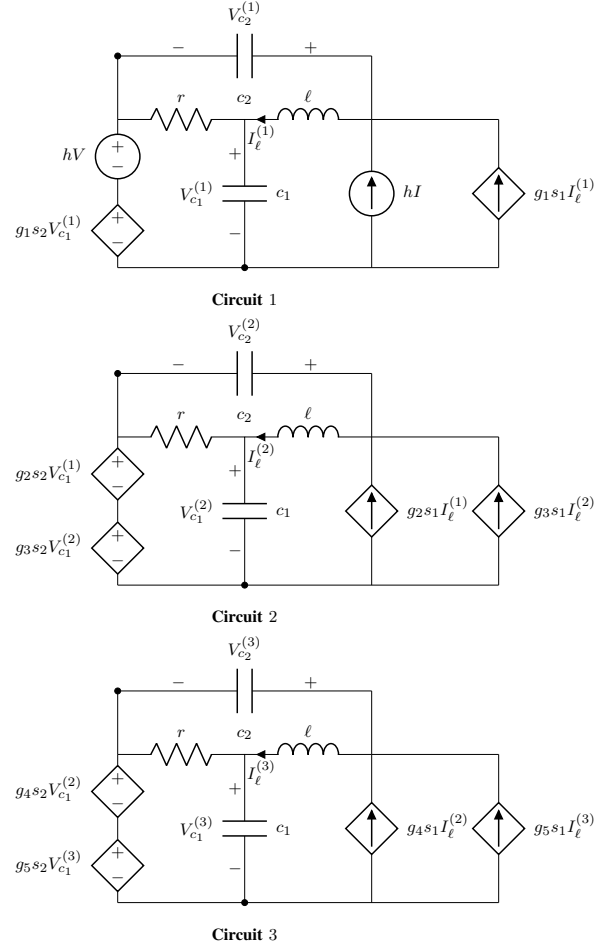 V_{c_2}^{(1)}
− +
r c_2 ℓ
I_ℓ^{(1)}
hV + − + V_{c_1}^{(1)} c_1 − hI g_1s_1I_ℓ^{(1)}
g_1s_2V_{c_1}^{(1)} + −
Circuit 1
V_{c_2}^{(2)}
− +
r c_2 ℓ
I_ℓ^{(2)}
g_2s_2V_{c_1}^{(1)} + − + V_{c_1}^{(2)} c_1 − g_2s_1I_ℓ^{(1)} g_3s_1I_ℓ^{(2)}
g_3s_2V_{c_1}^{(2)} + −
Circuit 2
V_{c_2}^{(3)}
− +
r c_2 ℓ
I_ℓ^{(3)}
g_4s_2V_{c_1}^{(2)} + − + V_{c_1}^{(3)} c_1 − g_4s_1I_ℓ^{(2)} g_5s_1I_ℓ^{(3)}
g_5s_2V_{c_1}^{(3)} + −
Circuit 3